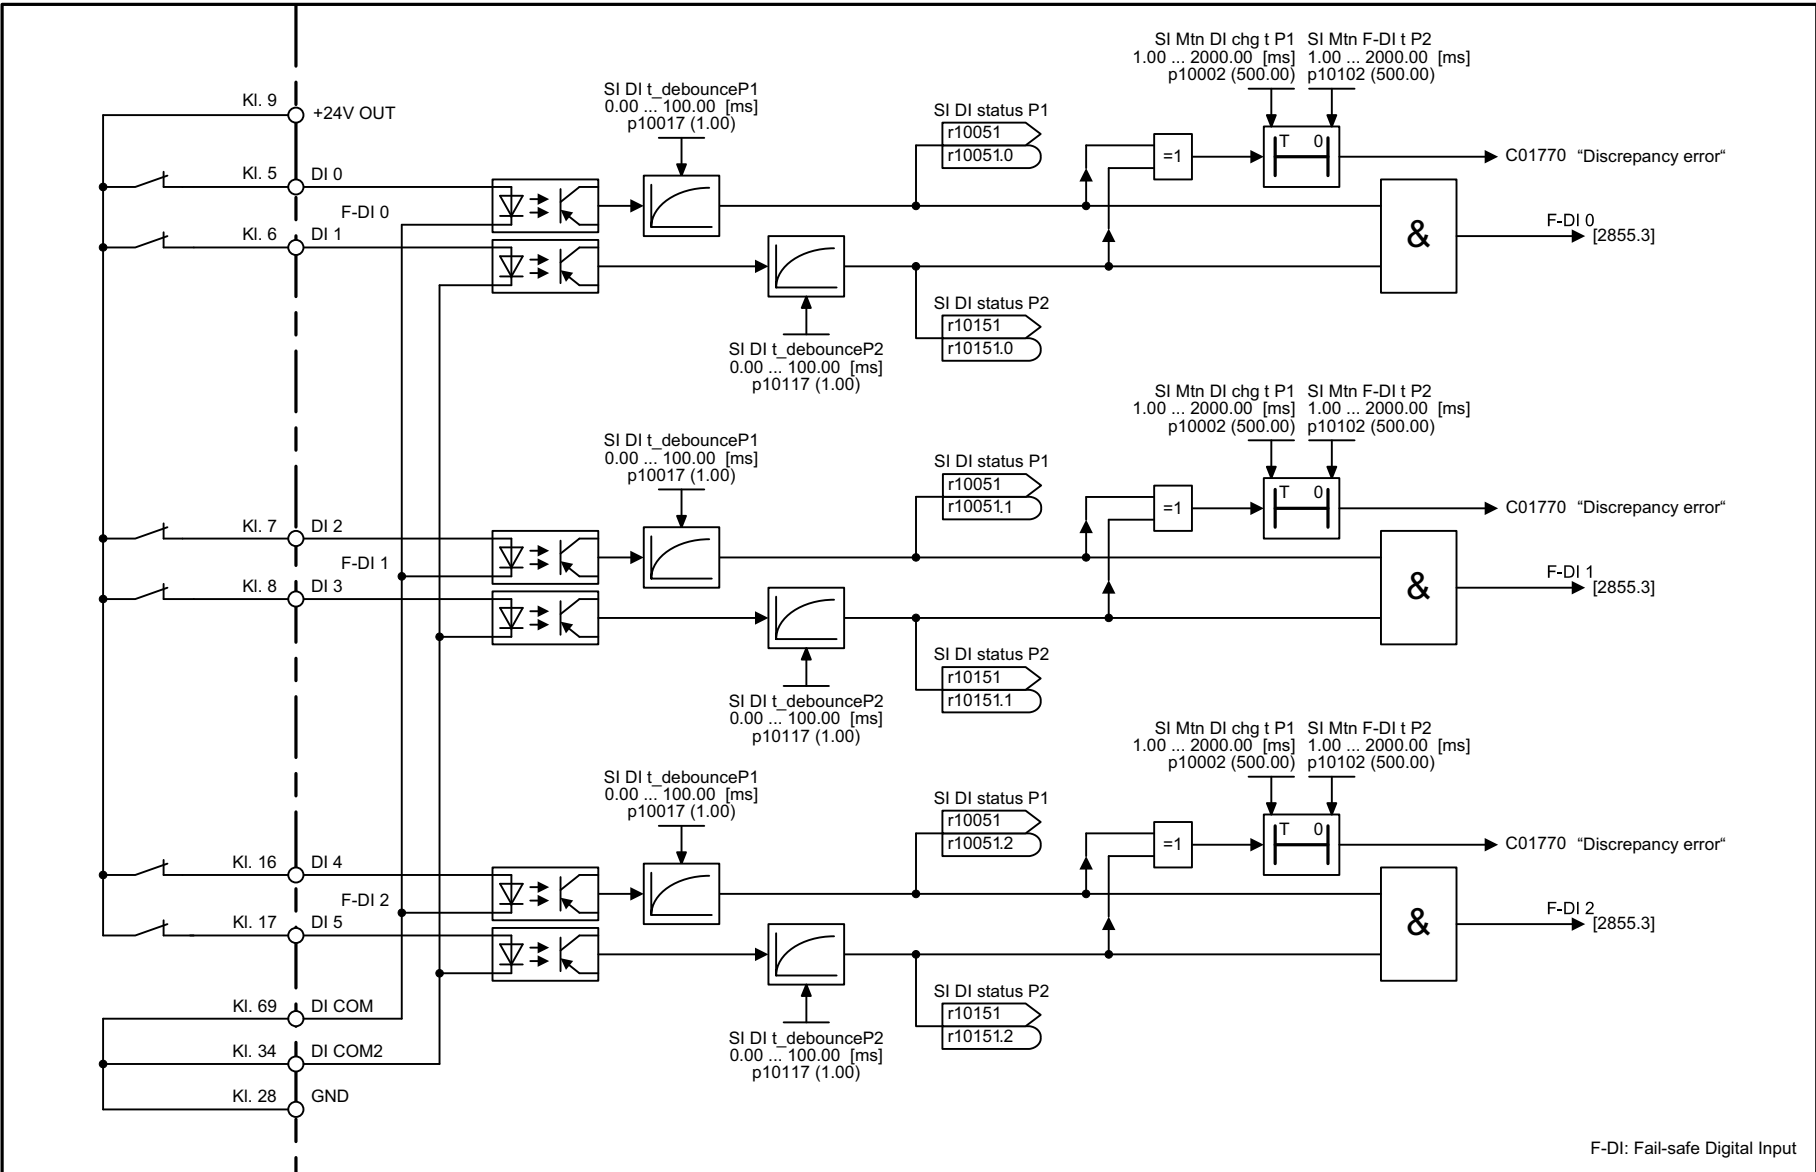 SI Mtn DI chg t P1 SI Mtn F-DI t P2
1.00 ... 2000.00 [ms] 1.00 ... 2000.00 [ms]
p10002 (500.00) p10102 (500.00)
SI DI t_debounceP1
0.00 ... 100.00 [ms]
p10017 (1.00)
Kl. 9 +24V OUT
SI DI status P1
r10051
r10051.0
=1
T 0
C01770 “Discrepancy error“
Kl. 5 DI 0
F-DI 0
Kl. 6 DI 1
&
F-DI 0
[2855.3]
SI DI status P2
r10151
r10151.0
SI DI t_debounceP2
0.00 ... 100.00 [ms]
p10117 (1.00)
SI Mtn DI chg t P1 SI Mtn F-DI t P2
1.00 ... 2000.00 [ms] 1.00 ... 2000.00 [ms]
p10002 (500.00) p10102 (500.00)
SI DI t_debounceP1
0.00 ... 100.00 [ms]
p10017 (1.00)
SI DI status P1
r10051
r10051.1
=1
T 0
C01770 “Discrepancy error“
Kl. 7 DI 2
F-DI 1
Kl. 8 DI 3
&
F-DI 1
[2855.3]
SI DI status P2
r10151
r10151.1
SI DI t_debounceP2
0.00 ... 100.00 [ms]
p10117 (1.00)
SI Mtn DI chg t P1 SI Mtn F-DI t P2
1.00 ... 2000.00 [ms] 1.00 ... 2000.00 [ms]
p10002 (500.00) p10102 (500.00)
SI DI t_debounceP1
0.00 ... 100.00 [ms]
p10017 (1.00)
SI DI status P1
r10051
r10051.2
=1
T 0
C01770 “Discrepancy error“
Kl. 16 DI 4
F-DI 2
Kl. 17 DI 5
&
F-DI 2
[2855.3]
SI DI status P2
r10151
r10151.2
SI DI t_debounceP2
0.00 ... 100.00 [ms]
p10117 (1.00)
Kl. 69 DI COM
Kl. 34 DI COM2
Kl. 28 GND
F-DI: Fail-safe Digital Input